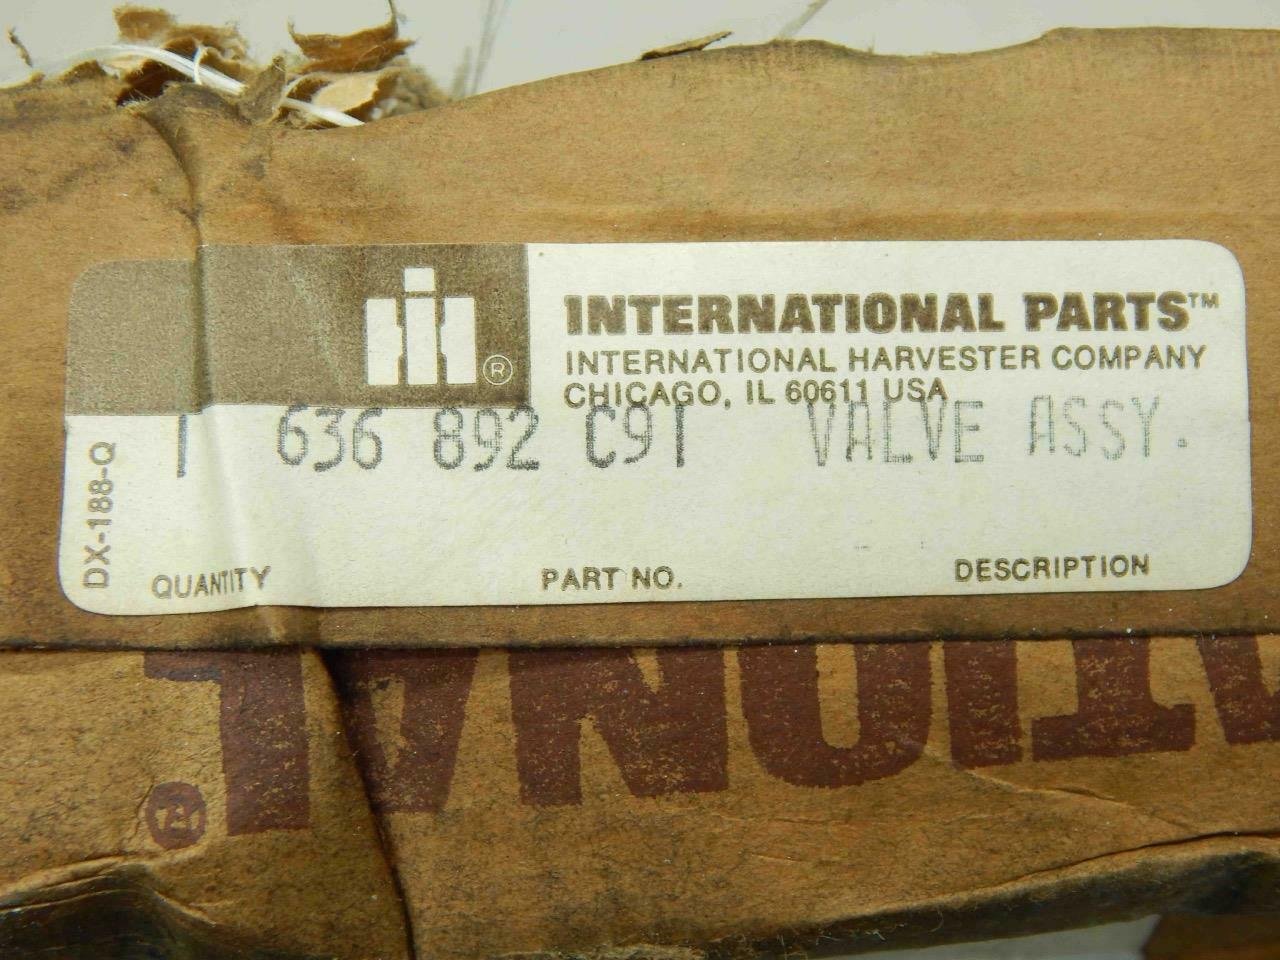 ®
INTERNATIONAL PARTS™
INTERNATIONAL HARVESTER COMPANY
CHICAGO, IL 60611 USA
1 636 892 C91 VALVE ASSY.
DX-188-Q
QUANTITY PART NO. DESCRIPTION
ATIONAL®